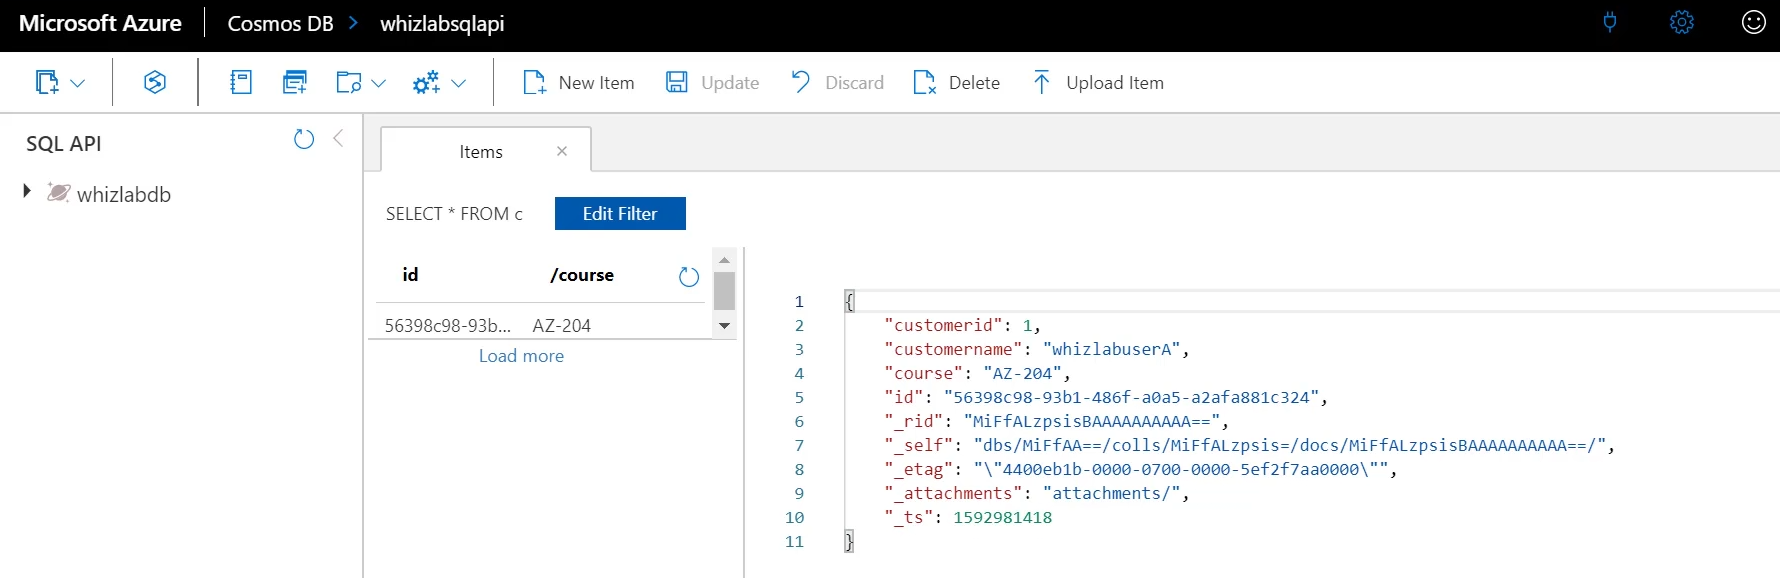 Microsoft Azure Cosmos DB > whizlabsqlapi
New Item Update Discard Delete Upload Item
SQL API
whizlabdb
Items
SELECT * FROM c Edit Filter
id /course
56398c98-93b... AZ-204
Load more
1 {
2 "customerid": 1,
3 "customername": "whizlabuserA",
4 "course": "AZ-204",
5 "id": "56398c98-93b1-486f-a0a5-a2afa881c324",
6 "_rid": "MiFfALzpsisBAAAAAAAAAA==",
7 "_self": "dbs/MiFfAA==/colls/MiFfALzpsis=/docs/MiFfALzpsisBAAAAAAAAAA==/",
8 "_etag": "\"4400eb1b-0000-0700-0000-5ef2f7aa0000\"",
9 "_attachments": "attachments/",
10 "_ts": 1592981418
11 }